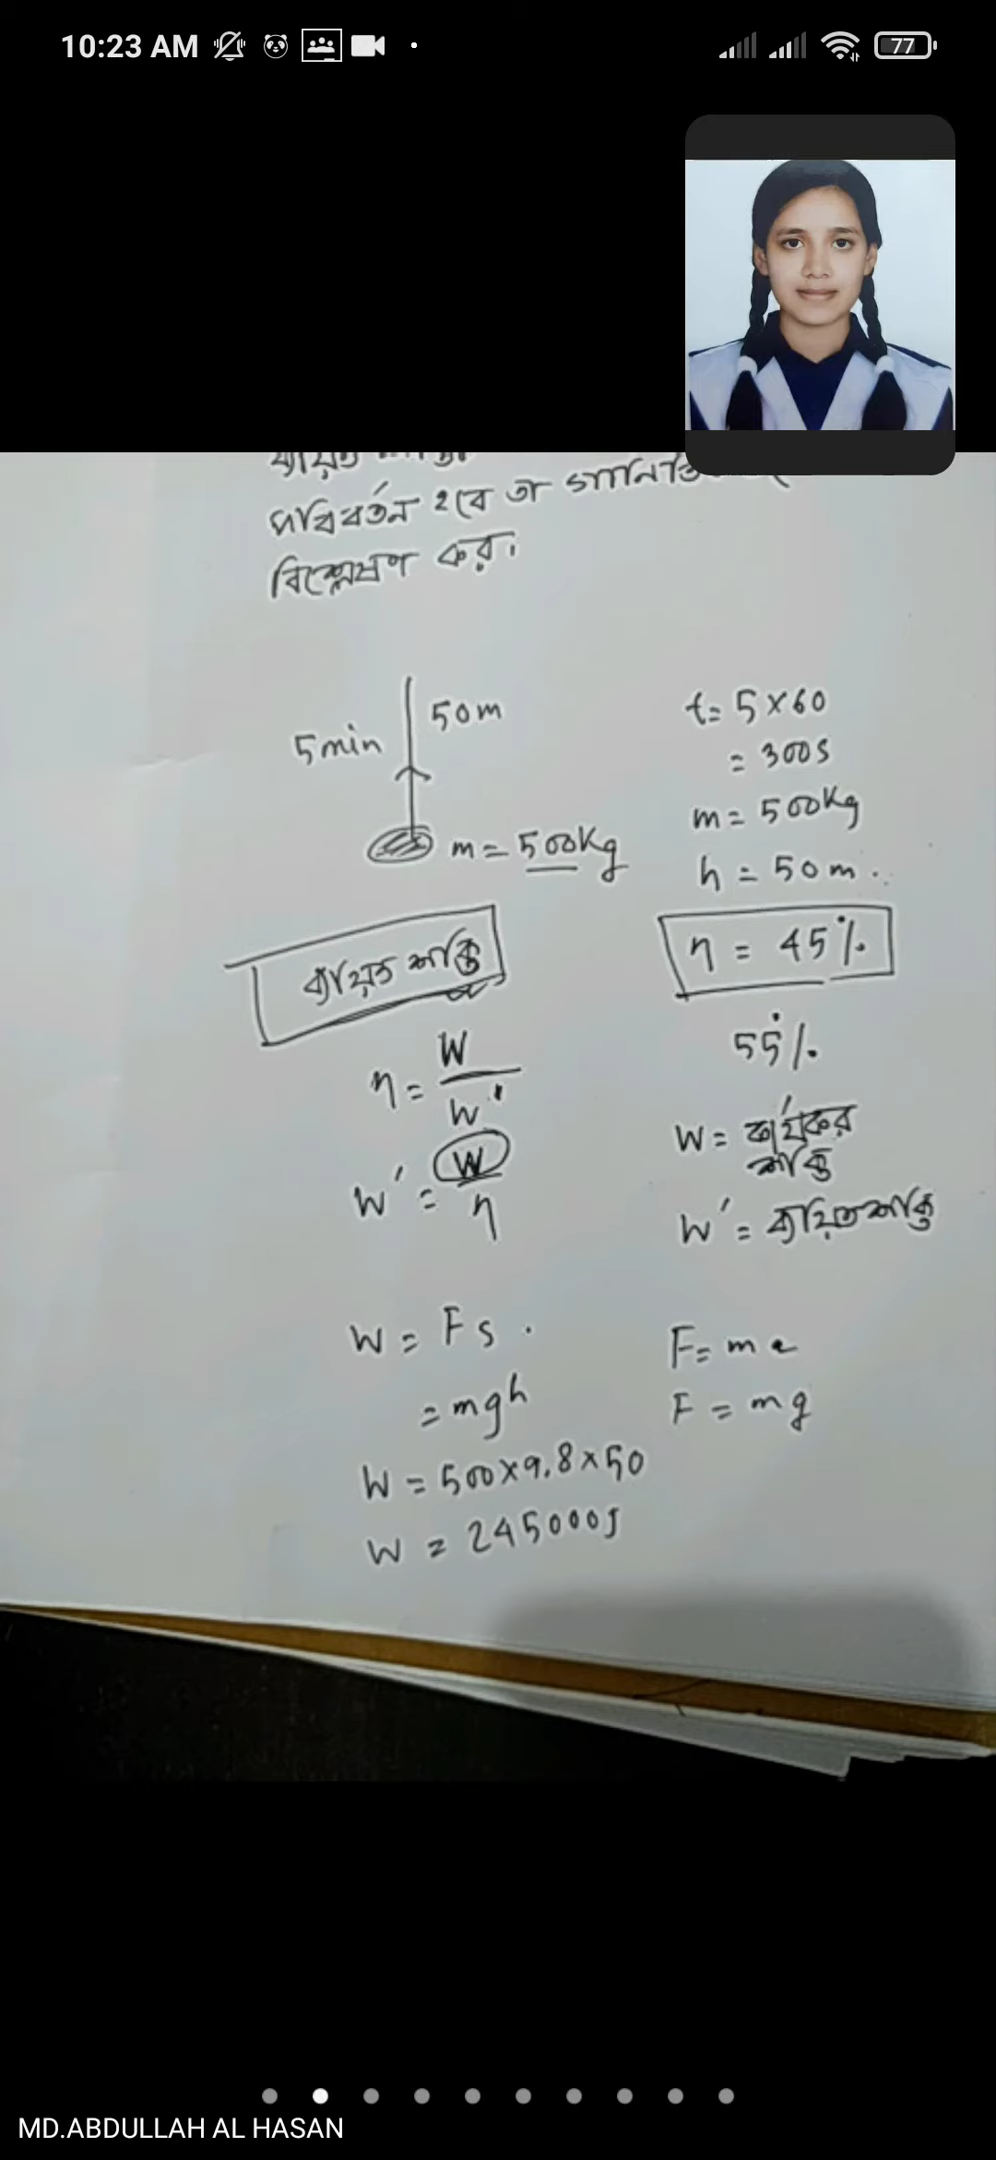 10:23 AM
77
পরিবর্তন হবে তা
বিশ্লেষণ কর।
5min
50m
m = 500kg
t= 5×60
= 300s
m= 500kg
h = 50m.
ব্যয়িত শক্তি
η = 45%
55%
η = W/W'
W' = W/η
W = কার্যকর
শক্তি
W' = ব্যয়িত শক্তি
W = Fs.
= mgh
W = 500×9.8×50
W = 245000J
F= ma
F = mg
MD.ABDULLAH AL HASAN